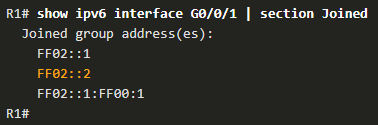 R1# show ipv6 interface G0/0/1 | section Joined
Joined group address(es):
FF02::1
FF02::2
FF02::1:FF00:1
R1#